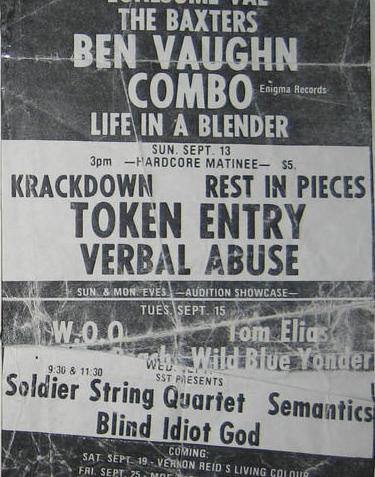 LONESOME VAL
THE BAXTERS
BEN VAUGHN
COMBO Enigma Records
LIFE IN A BLENDER
SUN. SEPT. 13
3pm —HARDCORE MATINEE— $5.
KRACKDOWN REST IN PIECES
TOKEN ENTRY
VERBAL ABUSE
SUN. & MON. EVES. —AUDITION SHOWCASE—
TUES. SEPT. 15
W.O.O. Tom Elias
Wild Blue Yonder
9:30 & 11:30 WED.
SST PRESENTS
Soldier String Quartet Semantics
Blind Idiot God
COMING:
SAT. SEPT. 19 - VERNON REID'S LIVING COLOUR
FRI. SEPT. 25 -